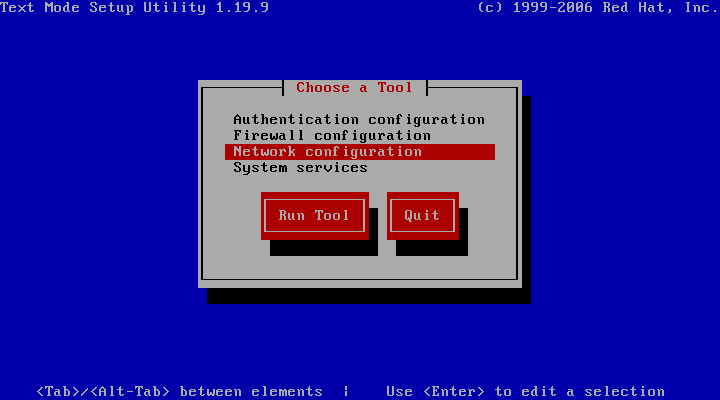 Text Mode Setup Utility 1.19.9 (c) 1999-2006 Red Hat, Inc.
Choose a Tool
Authentication configuration
Firewall configuration
Network configuration
System services
Run Tool Quit
<Tab>/<Alt-Tab> between elements | Use <Enter> to edit a selection